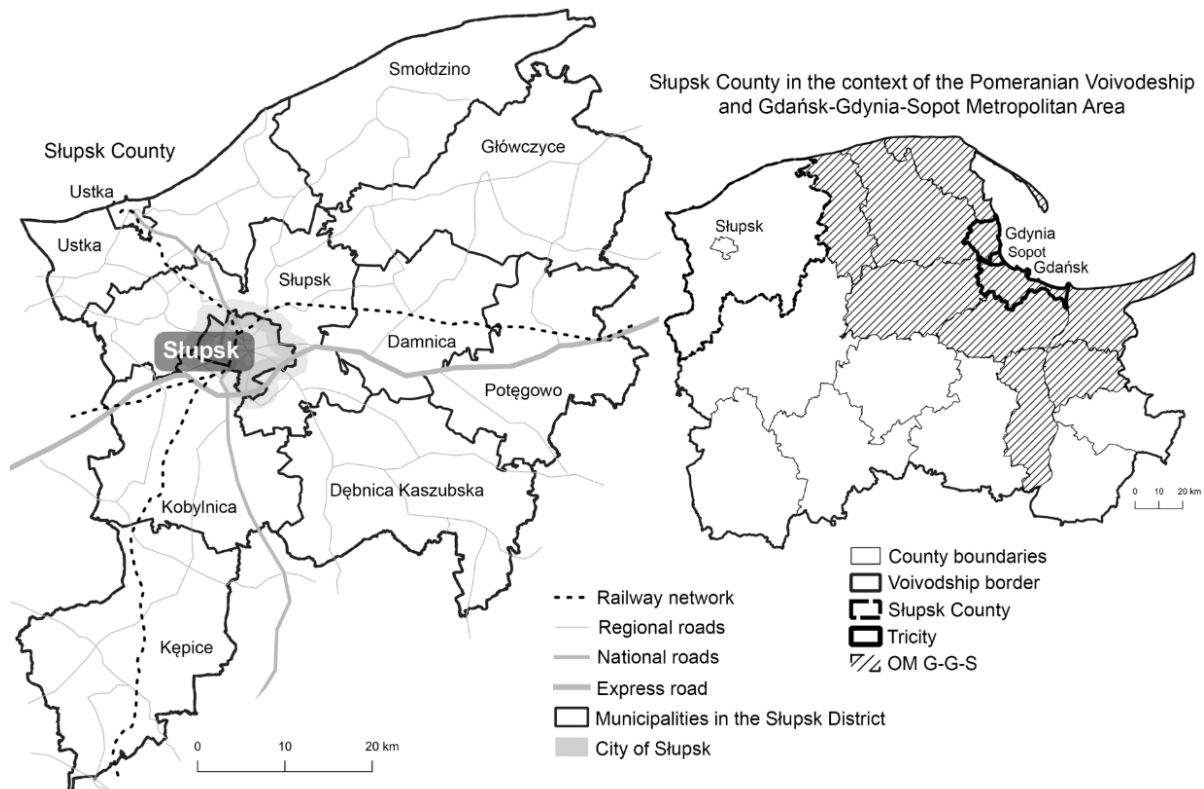 Smołdzino
Główczyce
Słupsk County
Ustka
Ustka
Słupsk
Słupsk
Damnica
Potęgowo
Dębnica Kaszubska
Kobylnica
Kępice
0 10 20 km
Słupsk County in the context of the Pomeranian Voivodeship
and Gdańsk-Gdynia-Sopot Metropolitan Area
Słupsk
Gdynia
Sopot
Gdańsk
0 10 20 km
Railway network
Regional roads
National roads
Express road
Municipalities in the Słupsk District
City of Słupsk
County boundaries
Voivodship border
Słupsk County
Tricity
OM G-G-S